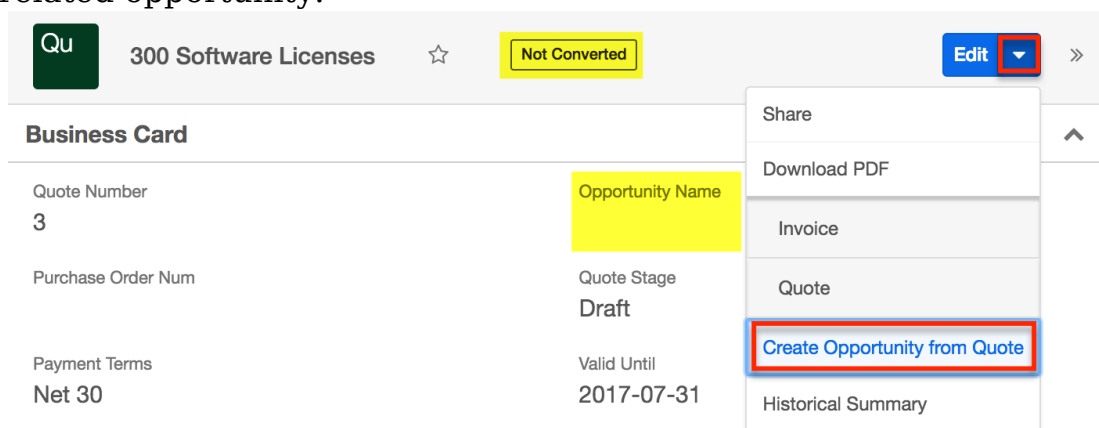 related opportunity.
Qu
300 Software Licenses
Not Converted
Edit
Business Card
Share
Download PDF
Invoice
Quote
Create Opportunity from Quote
Historical Summary
Quote Number
3
Opportunity Name
Purchase Order Num
Quote Stage
Draft
Payment Terms
Net 30
Valid Until
2017-07-31